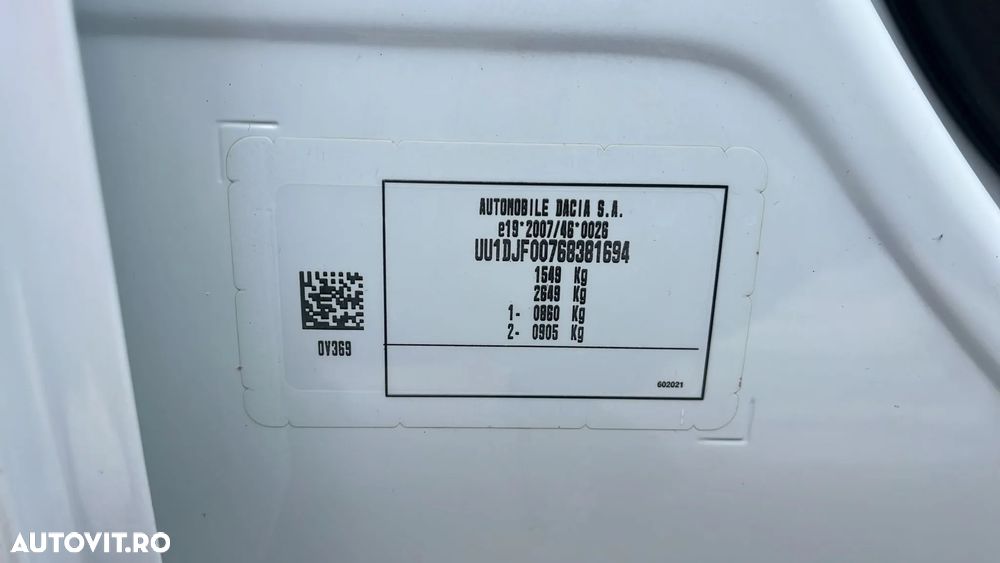 AUTOMOBILE DACIA S.A.
e19*2007/46*0026
UU1DJF00768381694
1549 Kg
2649 Kg
1- 0860 Kg
2- 0905 Kg
0V369
602021
AUTOVIT.RO